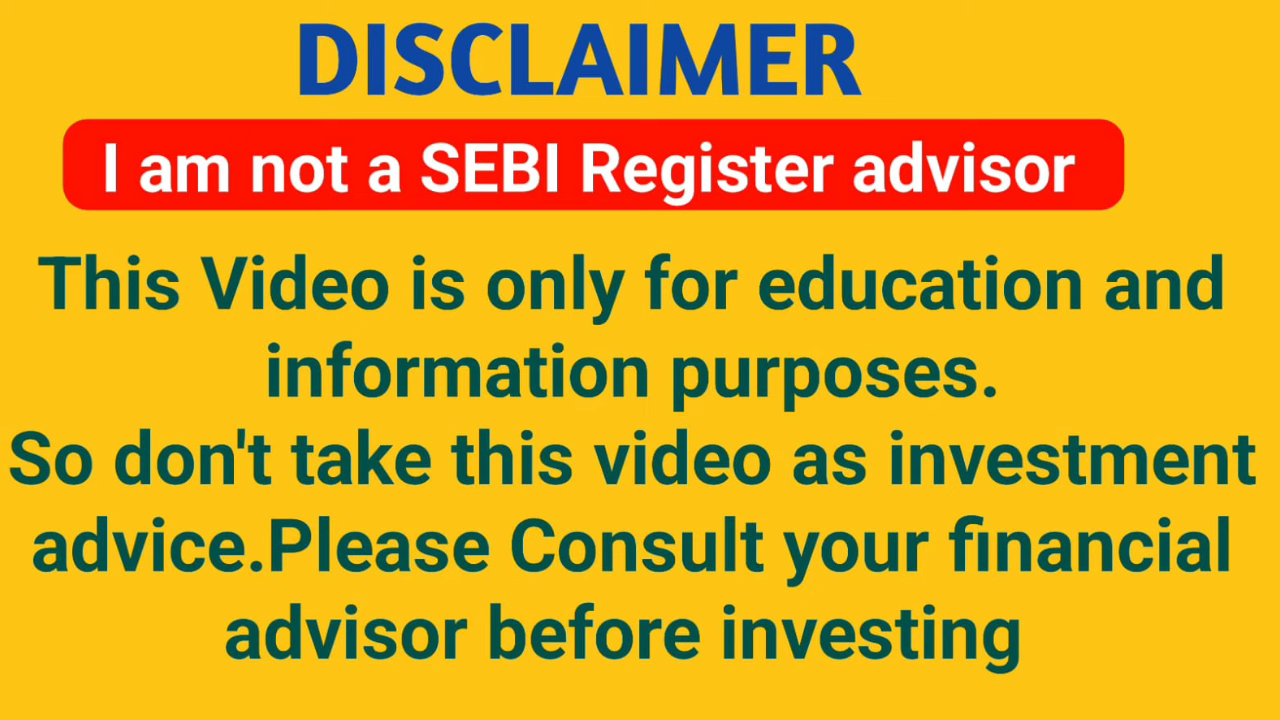 DISCLAIMER
I am not a SEBI Register advisor
This Video is only for education and
information purposes.
So don't take this video as investment
advice.Please Consult your financial
advisor before investing